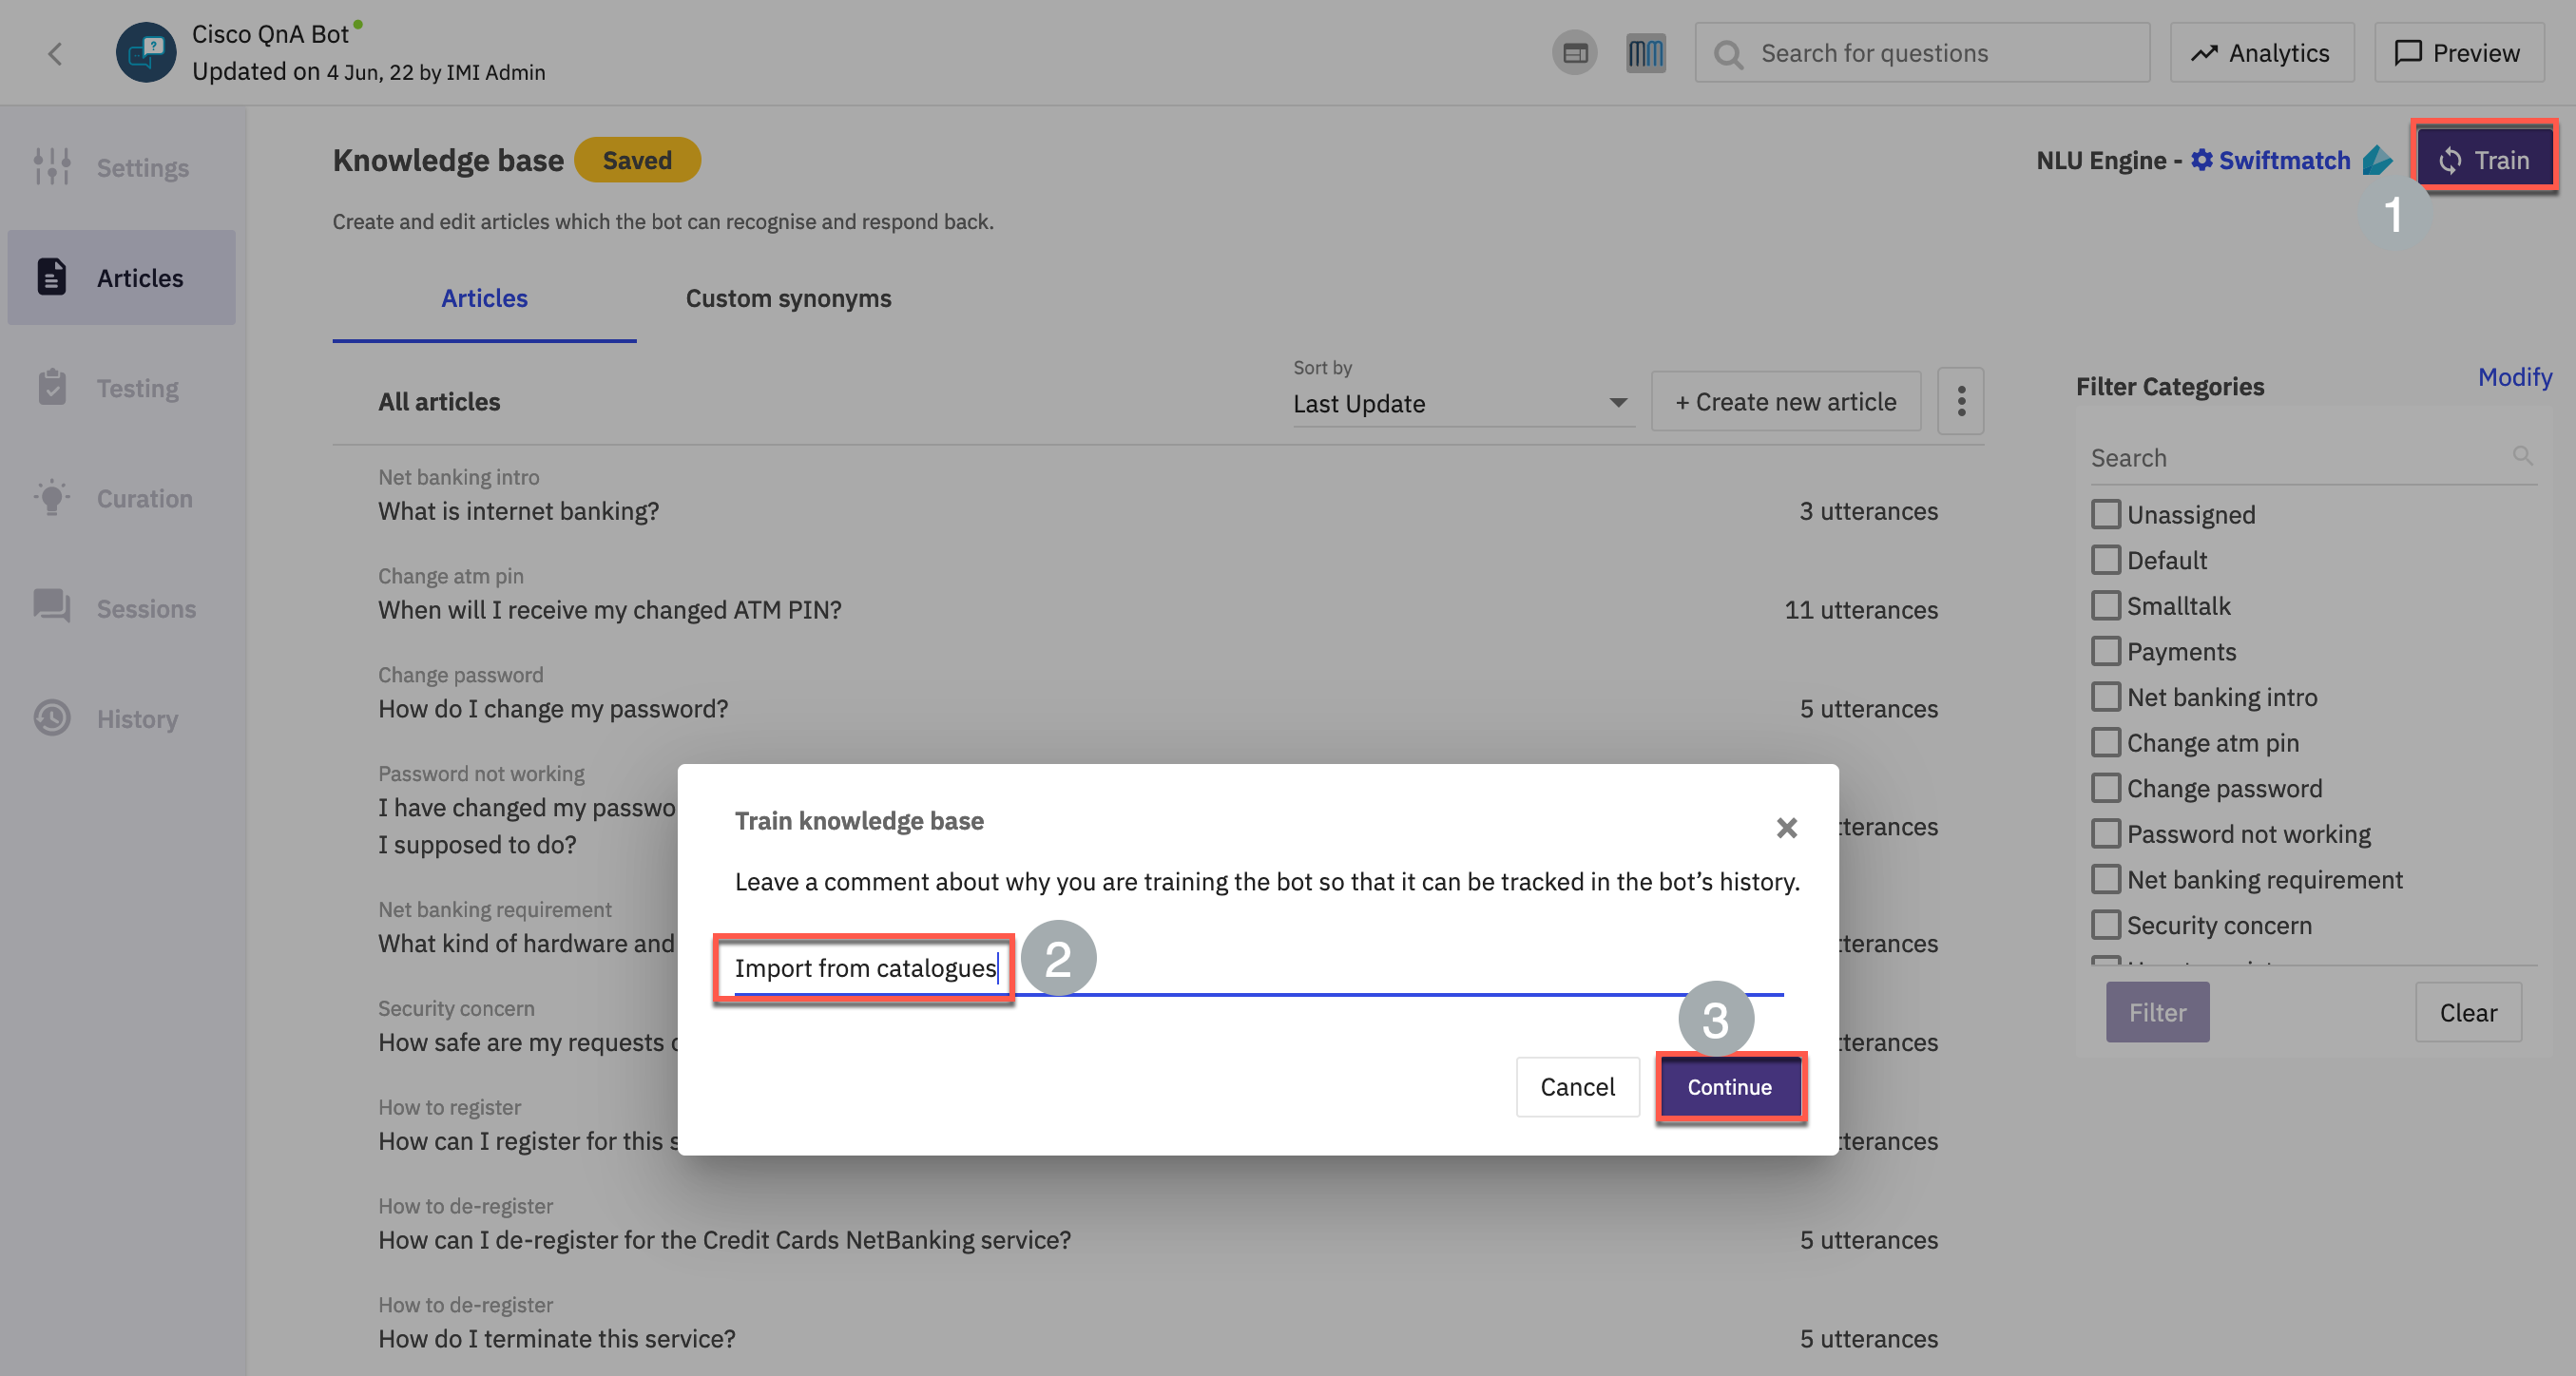 Cisco QnA Bot
Updated on 4 Jun, 22 by IMI Admin
Search for questions
Analytics
Preview
Settings
Articles
Testing
Curation
Sessions
History
Knowledge base
Saved
NLU Engine - Swiftmatch
Train
1
Create and edit articles which the bot can recognise and respond back.
Articles
Custom synonyms
All articles
Sort by
Last Update
+ Create new article
Net banking intro
What is internet banking?
3 utterances
Change atm pin
When will I receive my changed ATM PIN?
11 utterances
Change password
How do I change my password?
5 utterances
Password not working
I have changed my passwo
I supposed to do?
tterances
Net banking requirement
What kind of hardware and
tterances
Security concern
How safe are my requests
tterances
How to register
How can I register for this s
tterances
How to de-register
How can I de-register for the Credit Cards NetBanking service?
5 utterances
How to de-register
How do I terminate this service?
5 utterances
Train knowledge base
Leave a comment about why you are training the bot so that it can be tracked in the bot’s history.
Import from catalogues
2
3
Cancel
Continue
Filter Categories
Modify
Search
Unassigned
Default
Smalltalk
Payments
Net banking intro
Change atm pin
Change password
Password not working
Net banking requirement
Security concern
Filter
Clear